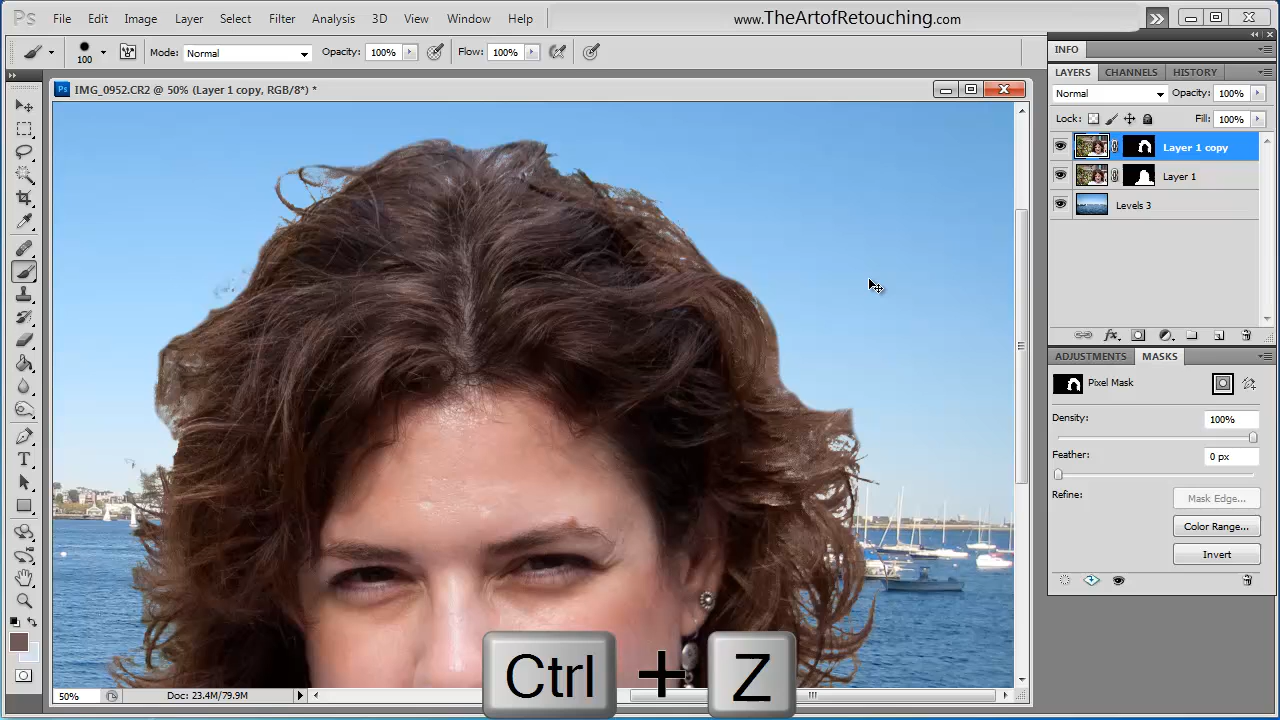 Ps File Edit Image Layer Select Filter Analysis 3D View Window Help www.TheArtofRetouching.com
100 Mode: Normal Opacity: 100% Flow: 100%
INFO
LAYERS CHANNELS HISTORY
IMG_0952.CR2 @ 50% (Layer 1 copy, RGB/8*) *
Normal Opacity: 100%
Lock: Fill: 100%
Layer 1 copy
Layer 1
Levels 3
ADJUSTMENTS MASKS
Pixel Mask
Density: 100%
Feather: 0 px
Refine: Mask Edge...
Color Range...
Invert
Ctrl + Z
50% Doc: 23.4M/79.9M